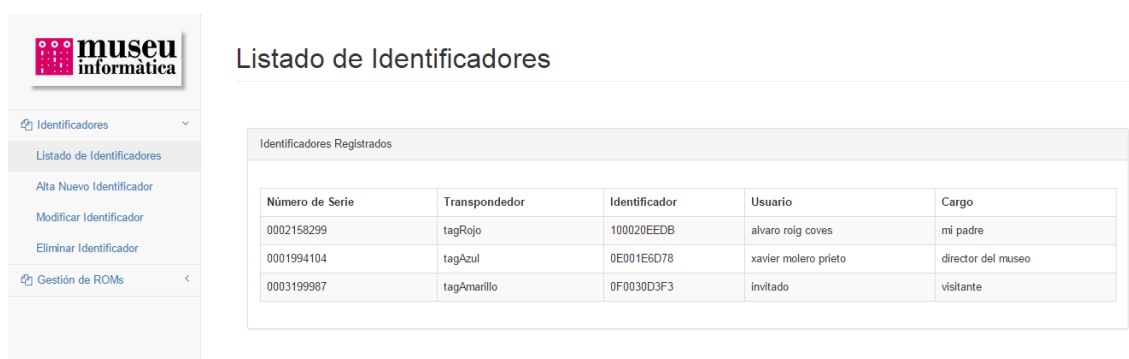 museu
informàtica
Identificadores
Listado de Identificadores
Alta Nuevo Identificador
Modificar Identificador
Eliminar Identificador
Gestión de ROMs
Listado de Identificadores
Identificadores Registrados
Número de Serie Transpondedor Identificador Usuario Cargo
0002158299 tagRojo 100020EEDB alvaro roig coves mi padre
0001994104 tagAzul 0E001E6D78 xavier molero prieto director del museo
0003199987 tagAmarillo 0F0030D3F3 invitado visitante